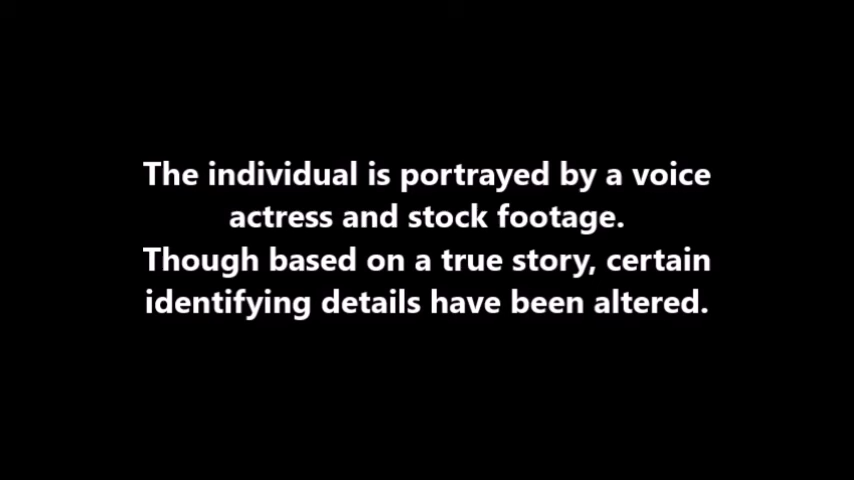 The individual is portrayed by a voice
actress and stock footage.
Though based on a true story, certain
identifying details have been altered.